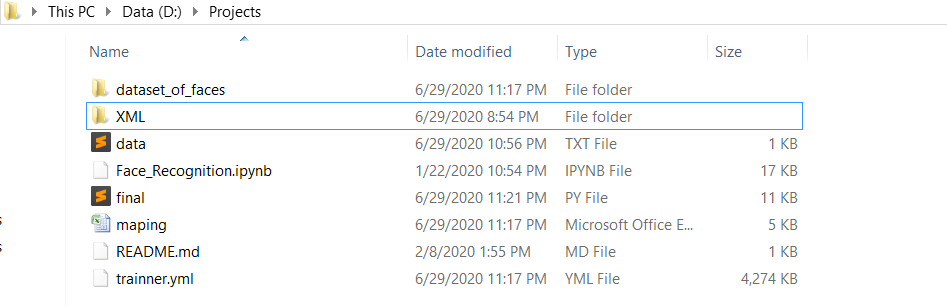 This PC > Data (D:) > Projects
Name Date modified Type Size
dataset_of_faces 6/29/2020 11:17 PM File folder
XML 6/29/2020 8:54 PM File folder
data 6/29/2020 10:56 PM TXT File 1 KB
Face_Recognition.ipynb 1/22/2020 10:54 PM IPYNB File 17 KB
final 6/29/2020 11:21 PM PY File 11 KB
maping 6/29/2020 11:17 PM Microsoft Office E... 5 KB
README.md 2/8/2020 1:55 PM MD File 1 KB
trainner.yml 6/29/2020 11:17 PM YML File 4,274 KB